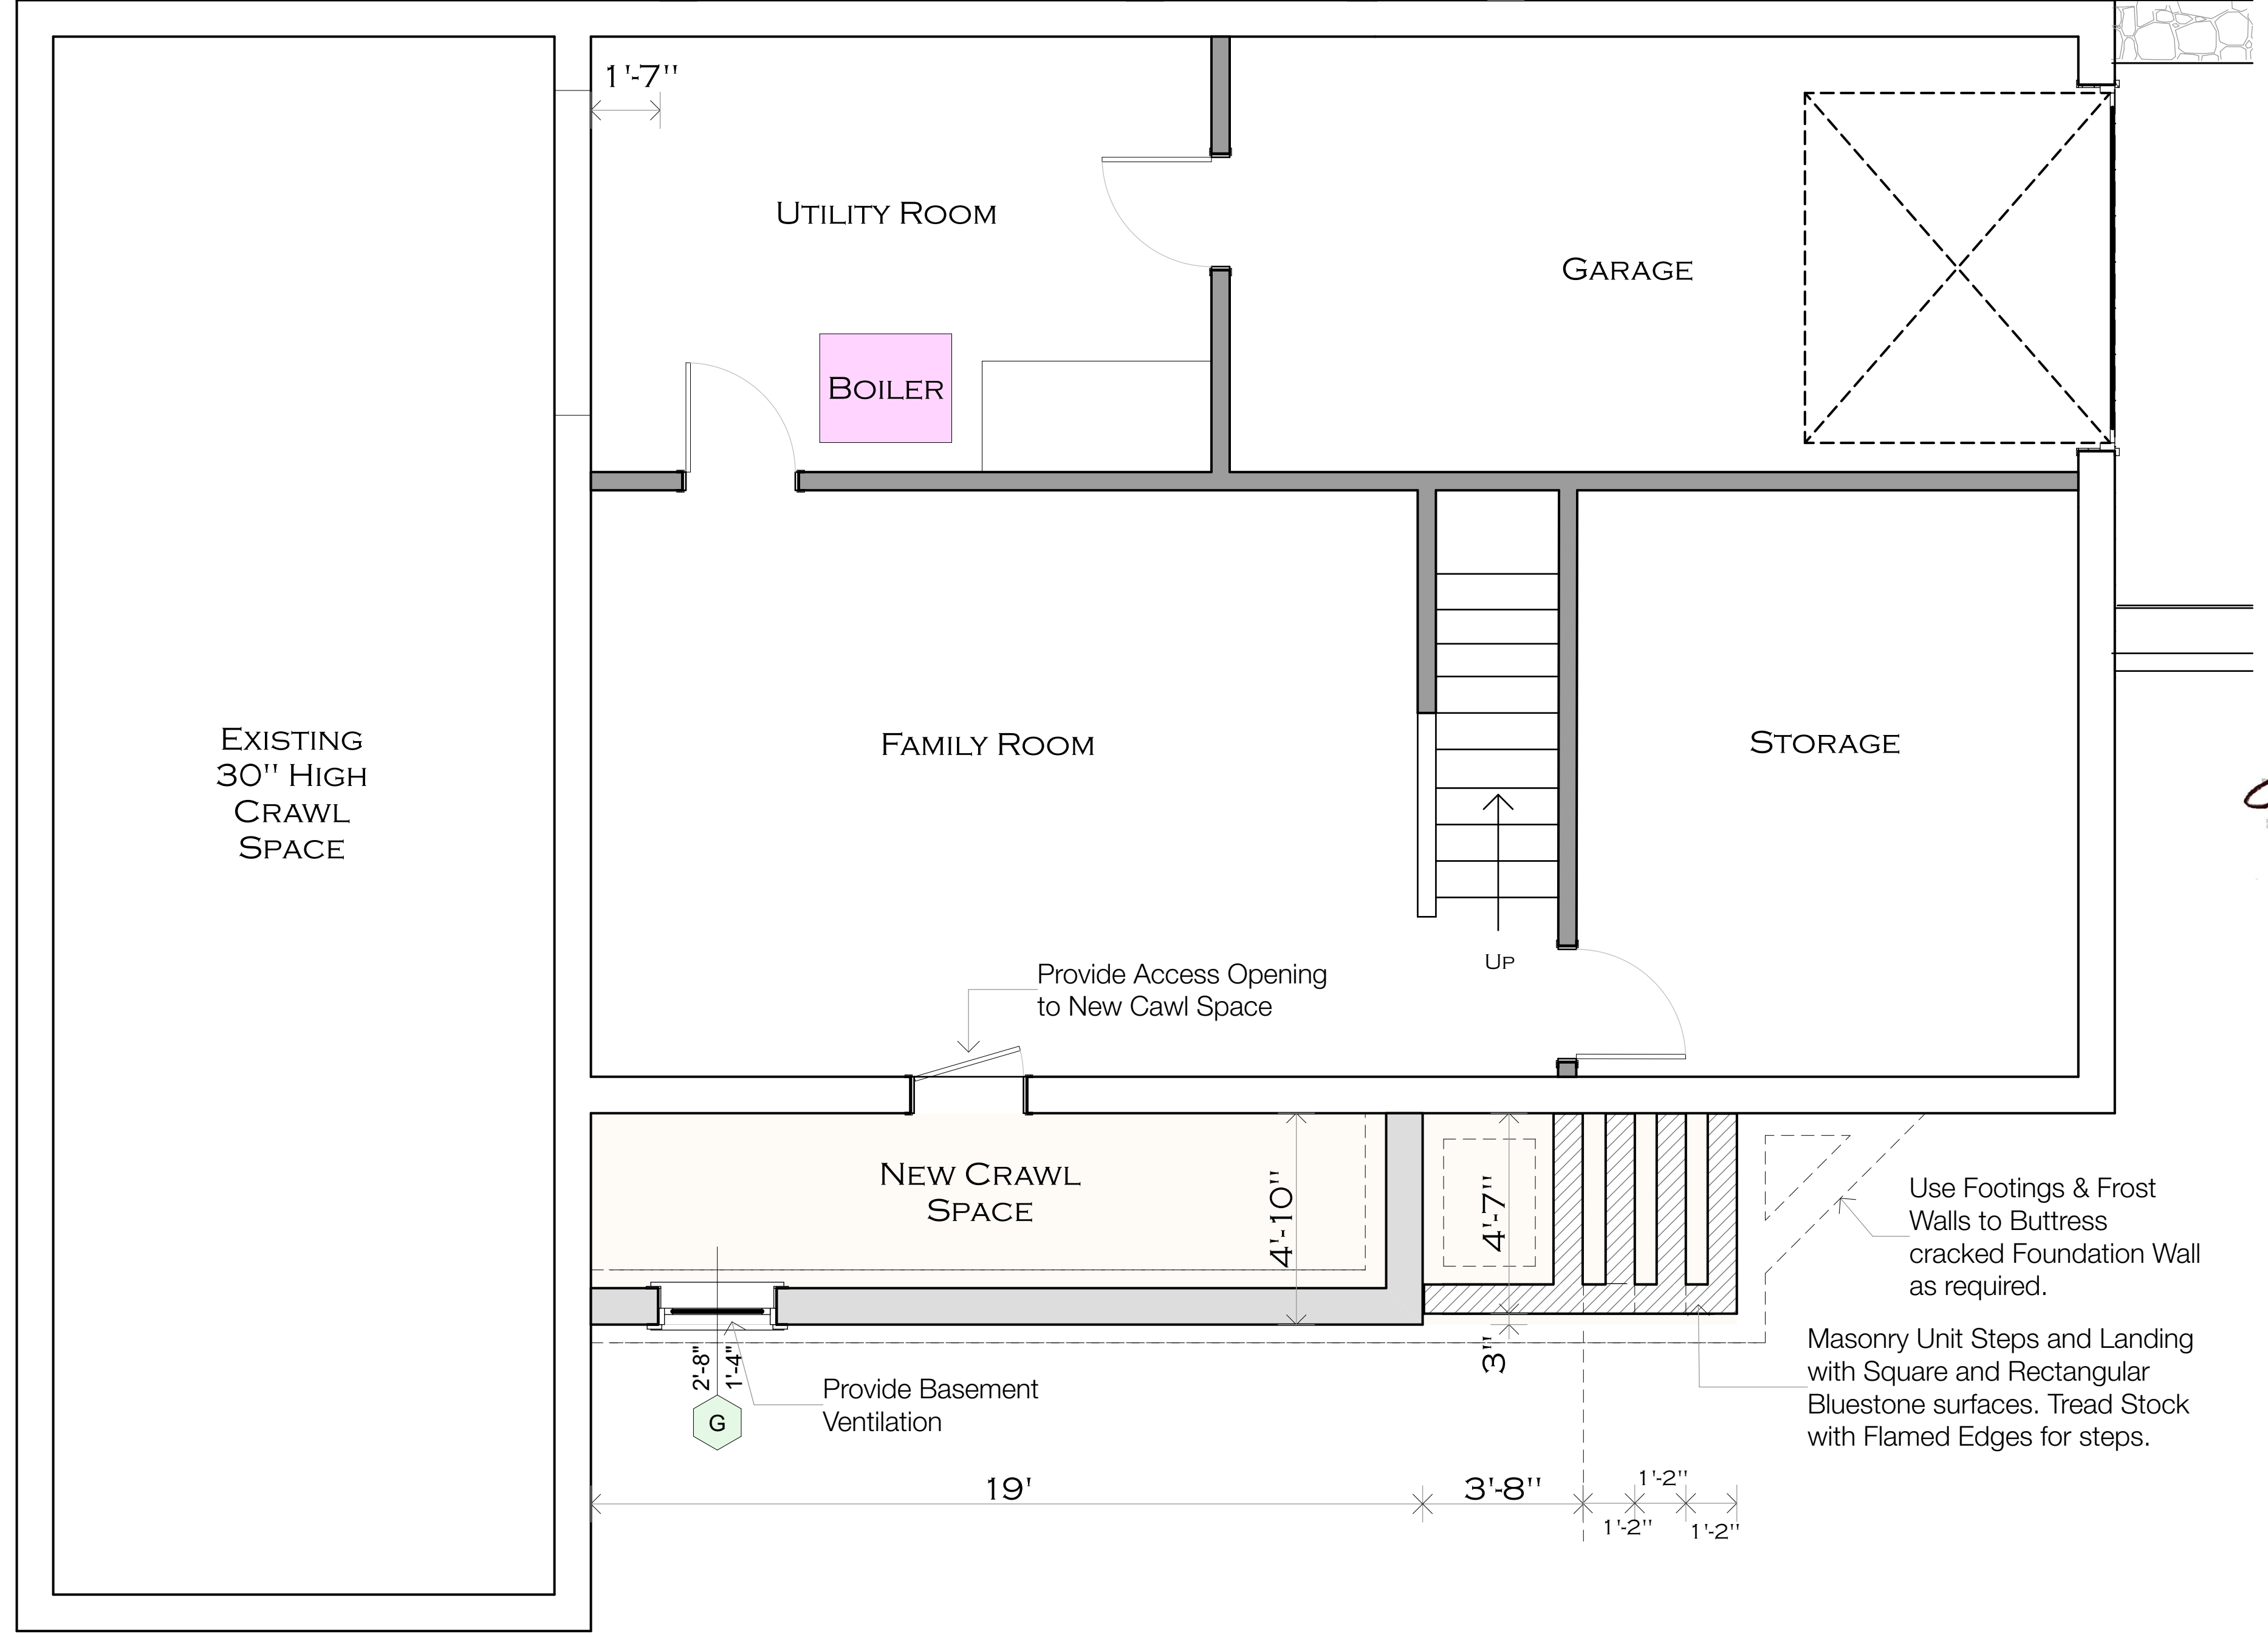 1'-7"
Utility Room
Garage
Boiler
Existing
30" High
Crawl
Space
Family Room
Storage
Up
Provide Access Opening
to New Cawl Space
New Crawl
Space
4'-10"
4'-7"
3"
Use Footings & Frost
Walls to Buttress
cracked Foundation Wall
as required.
Masonry Unit Steps and Landing
with Square and Rectangular
Bluestone surfaces. Tread Stock
with Flamed Edges for steps.
2'-8"
1'-4"
G
Provide Basement
Ventilation
19'
3'-8"
1'-2"
1'-2"
1'-2"